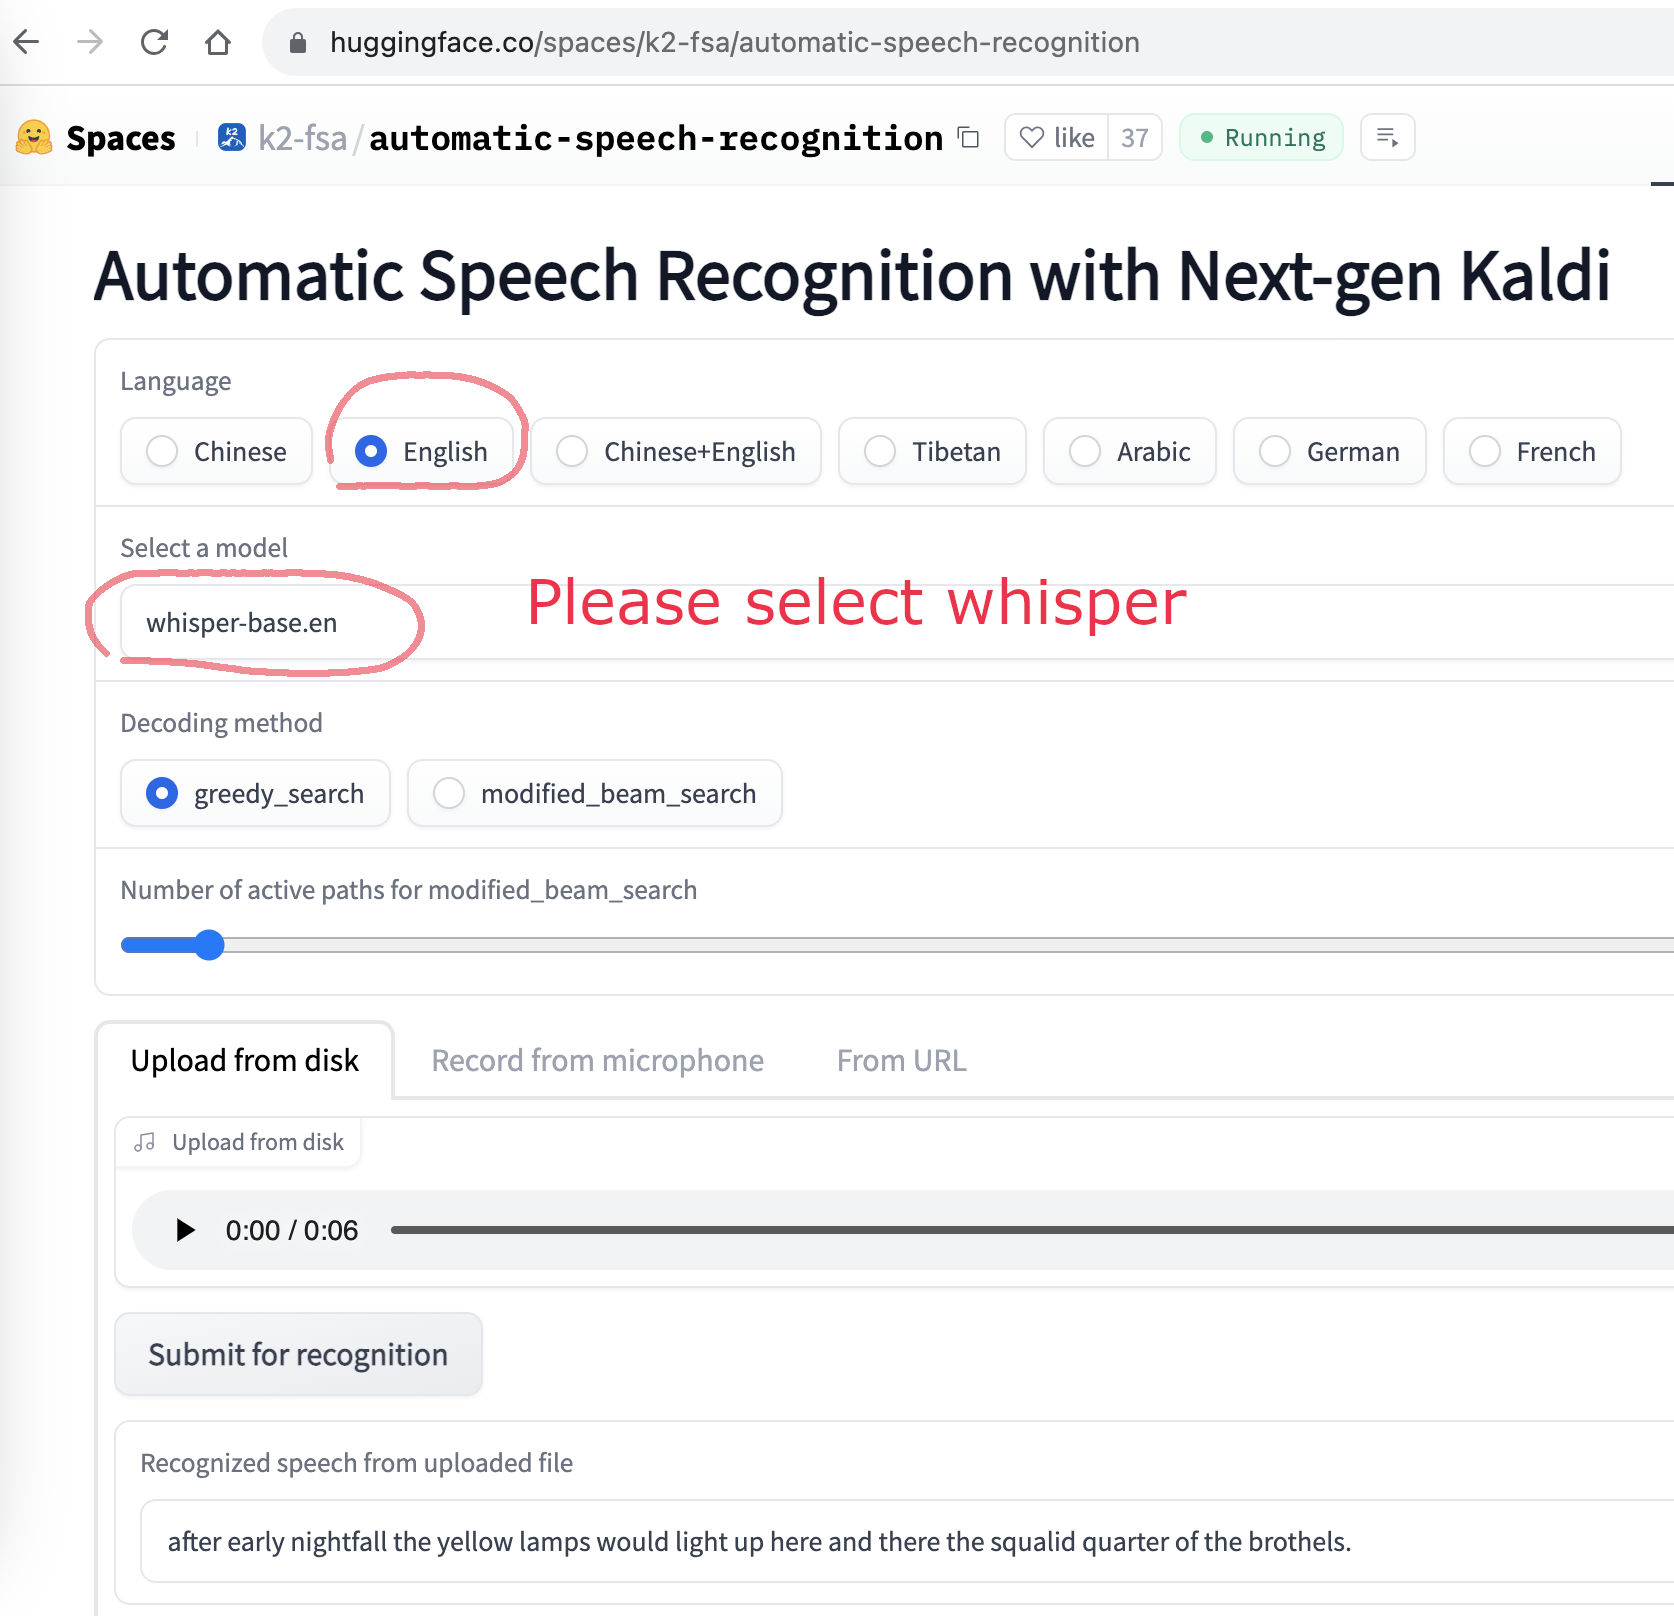 huggingface.co/spaces/k2-fsa/automatic-speech-recognition
Spaces k2 k2-fsa/automatic-speech-recognition like 37 Running
Automatic Speech Recognition with Next-gen Kaldi
Language
Chinese English Chinese+English Tibetan Arabic German French
Select a model
whisper-base.en Please select whisper
Decoding method
greedy_search modified_beam_search
Number of active paths for modified_beam_search
Upload from disk Record from microphone From URL
Upload from disk
0:00 / 0:06
Submit for recognition
Recognized speech from uploaded file
after early nightfall the yellow lamps would light up here and there the squalid quarter of the brothels.